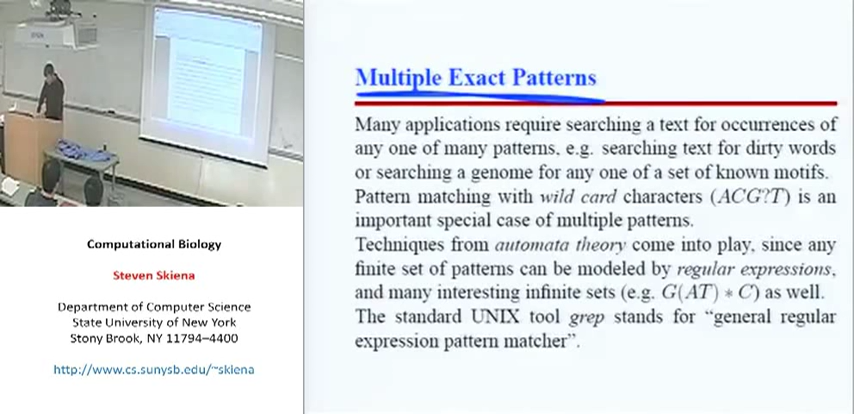 Computational Biology
Steven Skiena
Department of Computer Science
State University of New York
Stony Brook, NY 11794–4400
http://www.cs.sunysb.edu/~skiena
Multiple Exact Patterns
Many applications require searching a text for occurrences of
any one of many patterns, e.g. searching text for dirty words
or searching a genome for any one of a set of known motifs.
Pattern matching with wild card characters (ACG?T) is an
important special case of multiple patterns.
Techniques from automata theory come into play, since any
finite set of patterns can be modeled by regular expressions,
and many interesting infinite sets (e.g. G(AT) * C) as well.
The standard UNIX tool grep stands for “general regular
expression pattern matcher”.